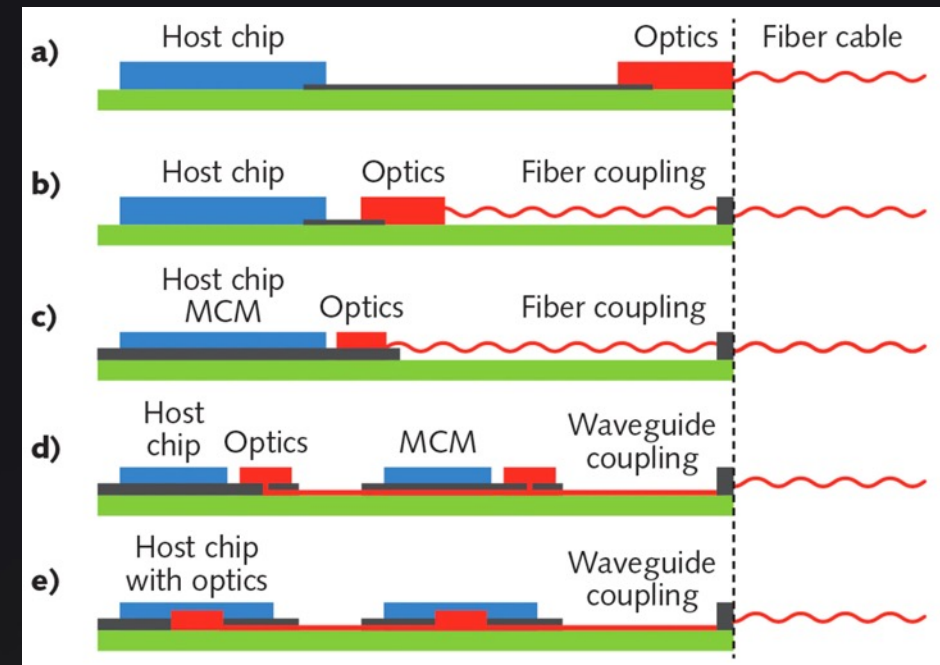 a)
Host chip
Optics
Fiber cable
b)
Host chip
Optics
Fiber coupling
c)
Host chip
MCM
Optics
Fiber coupling
d)
Host
chip
Optics
MCM
Waveguide
coupling
e)
Host chip
with optics
Waveguide
coupling